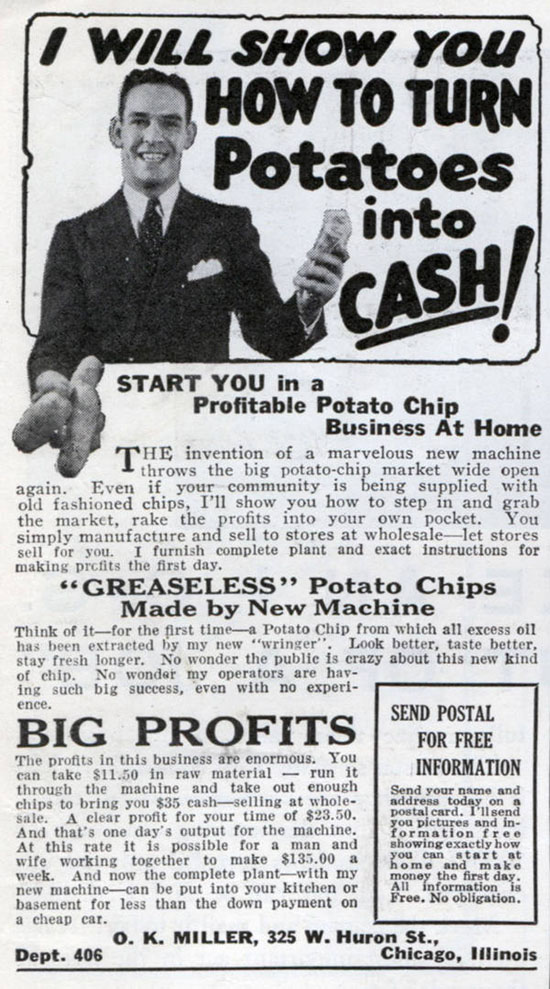 I WILL SHOW YOU
HOW TO TURN
Potatoes
into
CASH!
START YOU in a
Profitable Potato Chip
Business At Home
THE invention of a marvelous new machine
throws the big potato-chip market wide open
again. Even if your community is being supplied with
old fashioned chips, I'll show you how to step in and grab
the market, rake the profits into your own pocket. You
simply manufacture and sell to stores at wholesale—let stores
sell for you. I furnish complete plant and exact instructions for
making profits the first day.
“GREASELESS” Potato Chips
Made by New Machine
Think of it—for the first time—a Potato Chip from which all excess oil
has been extracted by my new “wringer”. Look better, taste better,
stay fresh longer. No wonder the public is crazy about this new kind
of chip. No wonder my operators are hav-
ing such big success, even with no experi-
ence.
BIG PROFITS
The profits in this business are enormous. You
can take $11.50 in raw material — run it
through the machine and take out enough
chips to bring you $35 cash—selling at whole-
sale. A clear profit for your time of $23.50.
And that's one day's output for the machine.
At this rate it is possible for a man and
wife working together to make $135.00 a
week. And now the complete plant—with my
new machine—can be put into your kitchen or
basement for less than the down payment on
a cheap car.
SEND POSTAL
FOR FREE
INFORMATION
Send your name and
address today on a
postal card. I'll send
you pictures and in-
formation free
showing exactly how
you can start at
home and make
money the first day.
All information is
Free. No obligation.
O. K. MILLER, 325 W. Huron St.,
Dept. 406 Chicago, Illinois